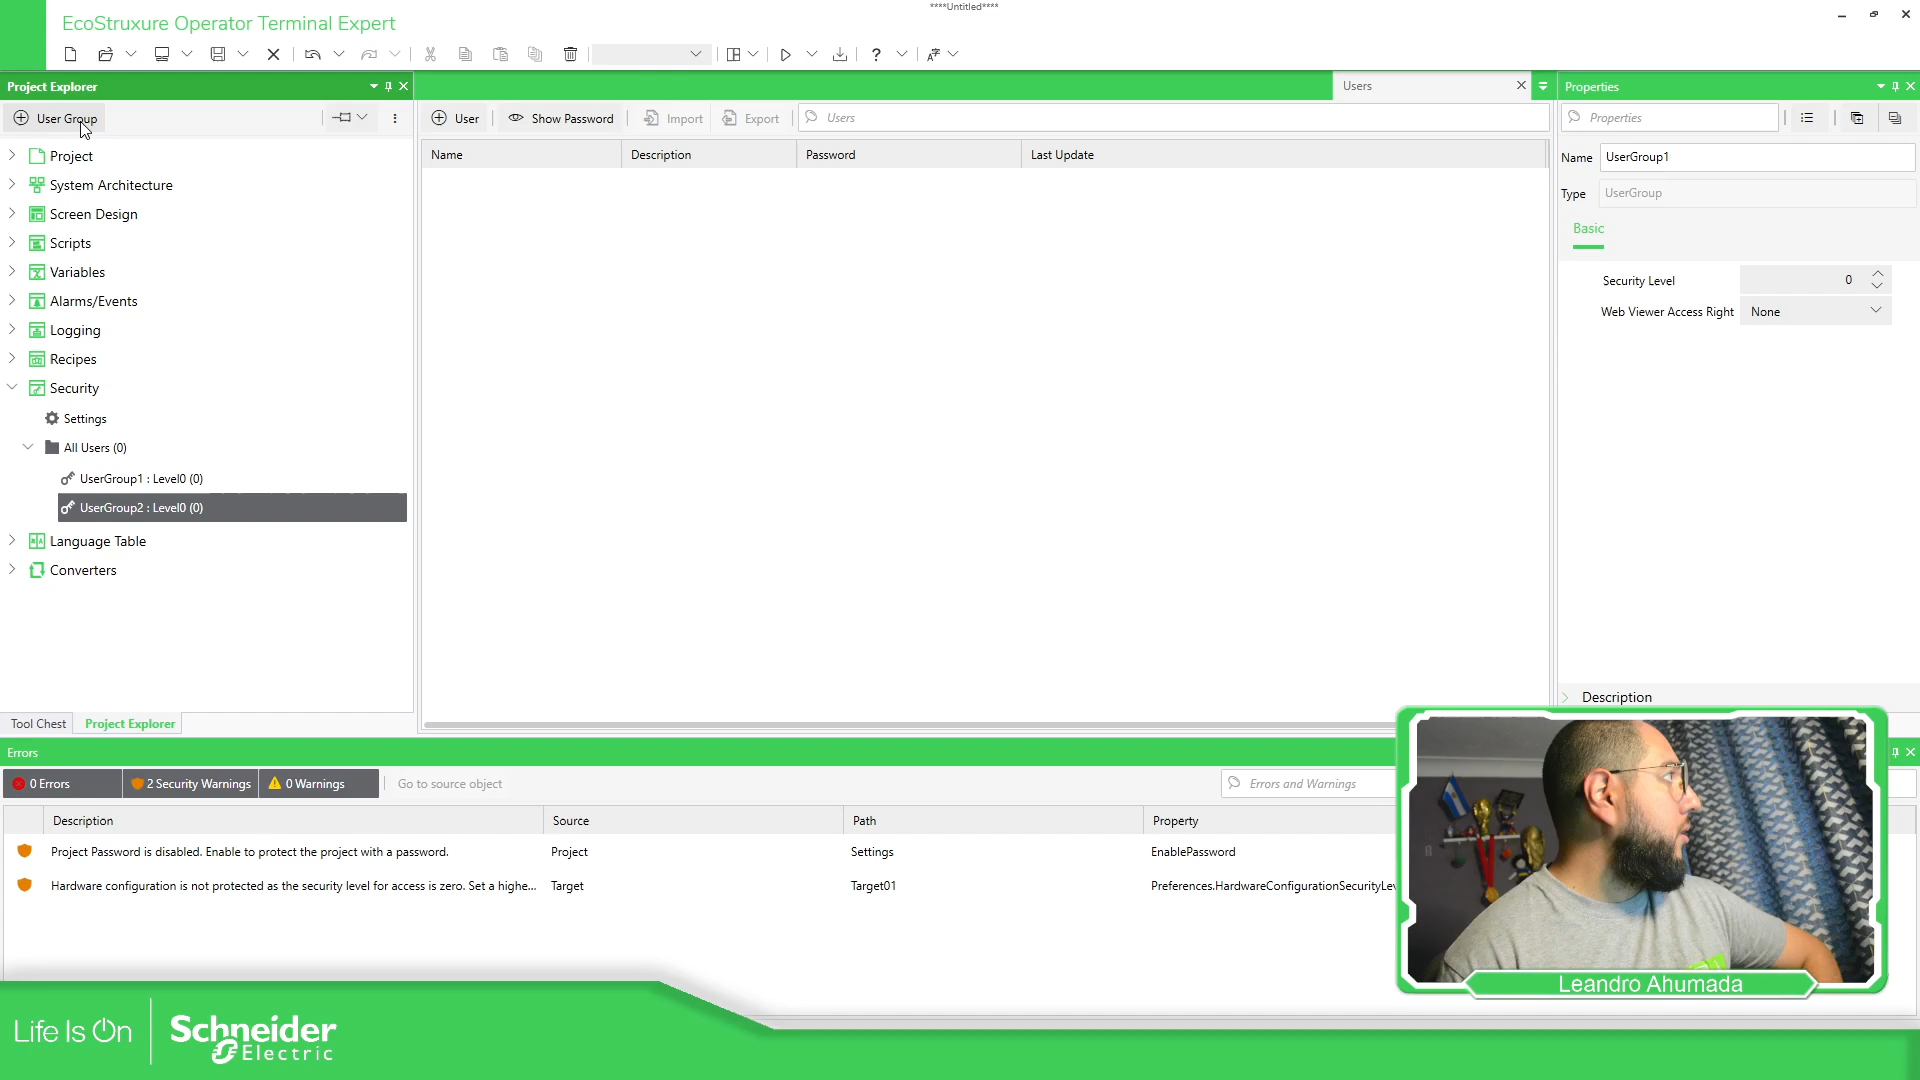 ****Untitled****
EcoStruxure Operator Terminal Expert
Project Explorer
User Group
Project
System Architecture
Screen Design
Scripts
Variables
Alarms/Events
Logging
Recipes
Security
Settings
All Users (0)
UserGroup1 : Level0 (0)
UserGroup2 : Level0 (0)
Language Table
Converters
Tool Chest
Project Explorer
Users
User
Show Password
Import
Export
Users
Name
Description
Password
Last Update
Properties
Properties
Name
UserGroup1
Type
UserGroup
Basic
Security Level
0
Web Viewer Access Right
None
Description
Errors
0 Errors
2 Security Warnings
0 Warnings
Go to source object
Errors and Warnings
Description
Source
Path
Property
Project Password is disabled. Enable to protect the project with a password.
Project
Settings
EnablePassword
Hardware configuration is not protected as the security level for access is zero. Set a highe...
Target
Target01
Preferences.HardwareConfigurationSecurityLev
Leandro Ahumada
Life Is On
Schneider
Electric